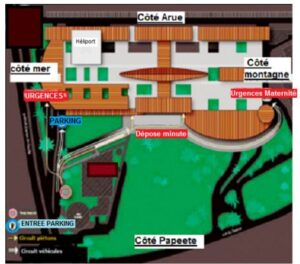 Côté Arue
Héliport
côté mer
Côté
montagne
URGENCES
Urgences Maternité
PARKING
Dépose minute
ENTREE PARKING
Circuit piétons
Circuit véhicules
Côté Papeete